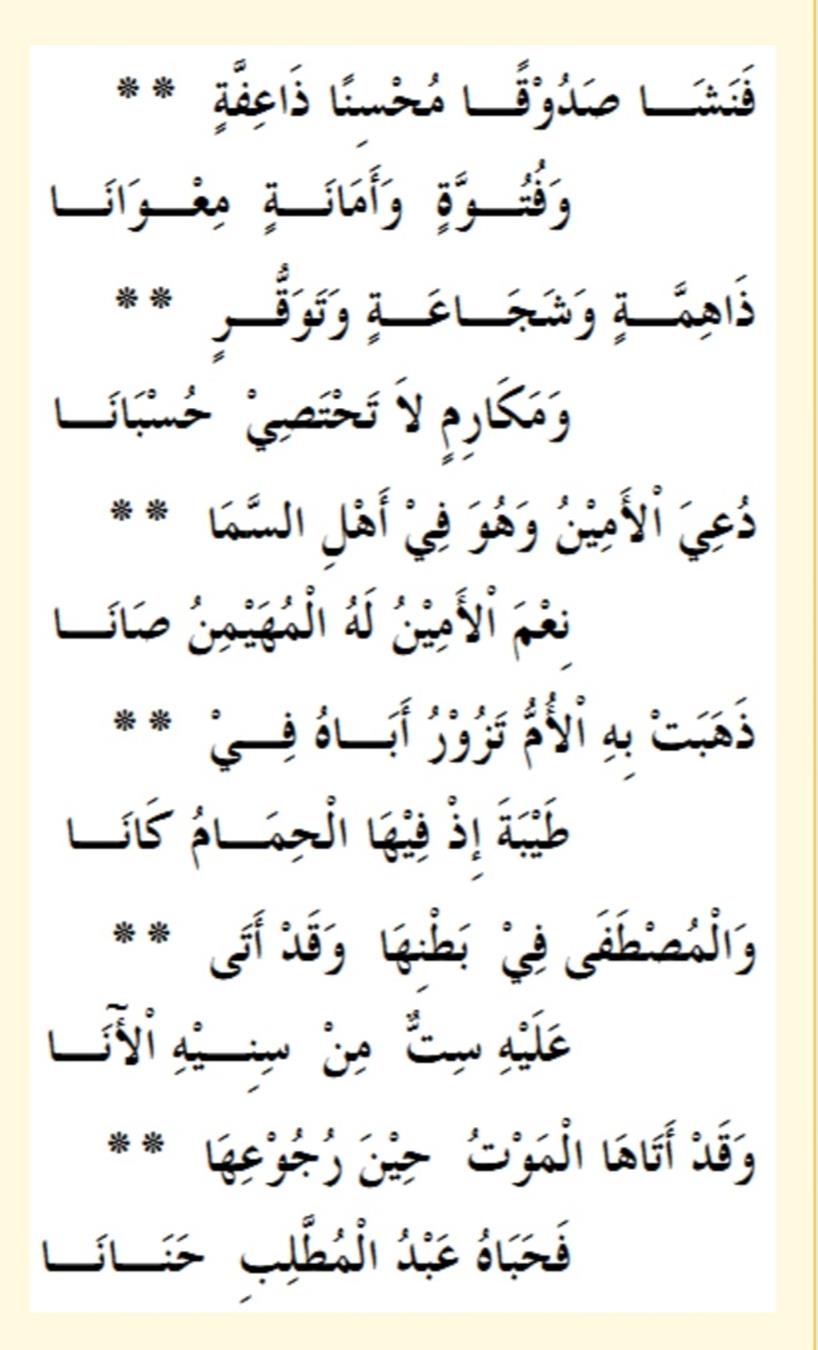 فَنَشَـــا صَدُوْقًـــا مُحْسِنًا ذَاعِفَّةٍ **
وَفُتُـــوَّةٍ وَأَمَانَـــةٍ مِعْـــوَانَـــا
ذَاهِمَّـــةٍ وَشَجَـــاعَـــةٍ وَتَوَقُّـــرٍ **
وَمَكَارِمٍ لاَ تَحْتَصِيْ حُسْبَانَـــا
دُعِيَ اْلأَمِيْنُ وَهُوَ فِيْ أَهْلِ السَّمَا **
نِعْمَ اْلأَمِيْنُ لَهُ الْمُهَيْمِنُ صَانَـــا
ذَهَبَتْ بِهِ اْلأُمُّ تَزُوْرُ أَبَـــاهُ فِـــيْ **
طَيْبَةَ إِذْ فِيْهَا الْحِمَـــامُ كَانَـــا
وَالْمُصْطَفَى فِيْ بَطْنِهَا وَقَدْ أَتَى **
عَلَيْهِ سِتٌّ مِنْ سِنِـــيْهِ اْلآنَـــا
وَقَدْ أَتَاهَا الْمَوْتُ حِيْنَ رُجُوْعِهَا **
فَحَبَاهُ عَبْدُ الْمُطَّلِبِ حَنَـــانَـــا